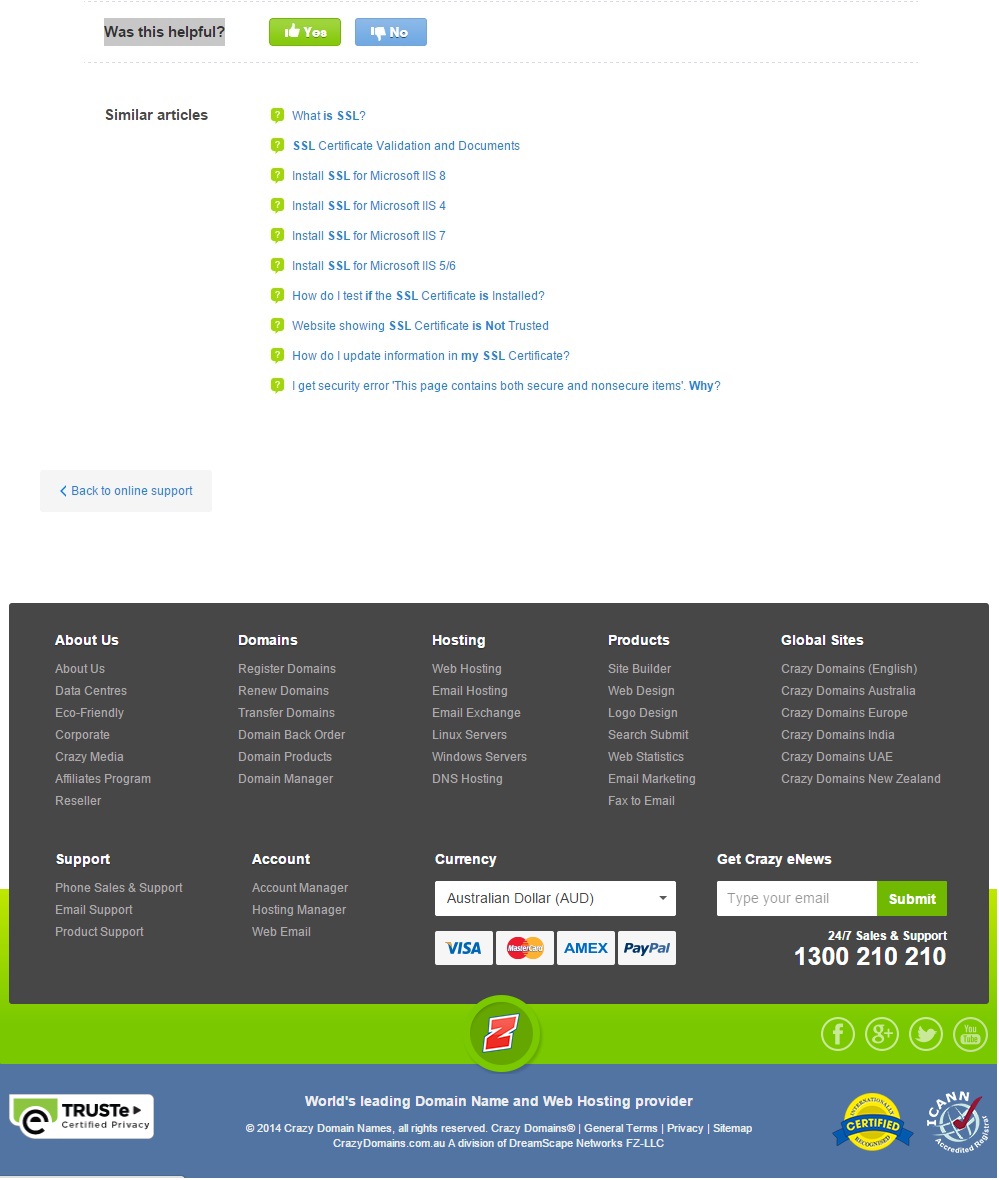 Was this helpful?
Yes
No
Similar articles
What is SSL?
SSL Certificate Validation and Documents
Install SSL for Microsoft IIS 8
Install SSL for Microsoft IIS 4
Install SSL for Microsoft IIS 7
Install SSL for Microsoft IIS 5/6
How do I test if the SSL Certificate is Installed?
Website showing SSL Certificate is Not Trusted
How do I update information in my SSL Certificate?
I get security error 'This page contains both secure and nonsecure items'. Why?
Back to online support
About Us
About Us
Data Centres
Eco-Friendly
Corporate
Crazy Media
Affiliates Program
Reseller
Domains
Register Domains
Renew Domains
Transfer Domains
Domain Back Order
Domain Products
Domain Manager
Hosting
Web Hosting
Email Hosting
Email Exchange
Linux Servers
Windows Servers
DNS Hosting
Products
Site Builder
Web Design
Logo Design
Search Submit
Web Statistics
Email Marketing
Fax to Email
Global Sites
Crazy Domains (English)
Crazy Domains Australia
Crazy Domains Europe
Crazy Domains India
Crazy Domains UAE
Crazy Domains New Zealand
Support
Phone Sales & Support
Email Support
Product Support
Account
Account Manager
Hosting Manager
Web Email
Currency
Australian Dollar (AUD)
VISA
MasterCard
AMEX
PayPal
Get Crazy eNews
Type your email
Submit
24/7 Sales & Support
1300 210 210
Z
f
g+
You
Tube
e
TRUSTe
Certified Privacy
World's leading Domain Name and Web Hosting provider
© 2014 Crazy Domain Names, all rights reserved. Crazy Domains® | General Terms | Privacy | Sitemap
CrazyDomains.com.au A division of DreamScape Networks FZ-LLC
INTERNATIONALLY
CERTIFIED
RECOGNISED
ICANN
Accredited Registrar